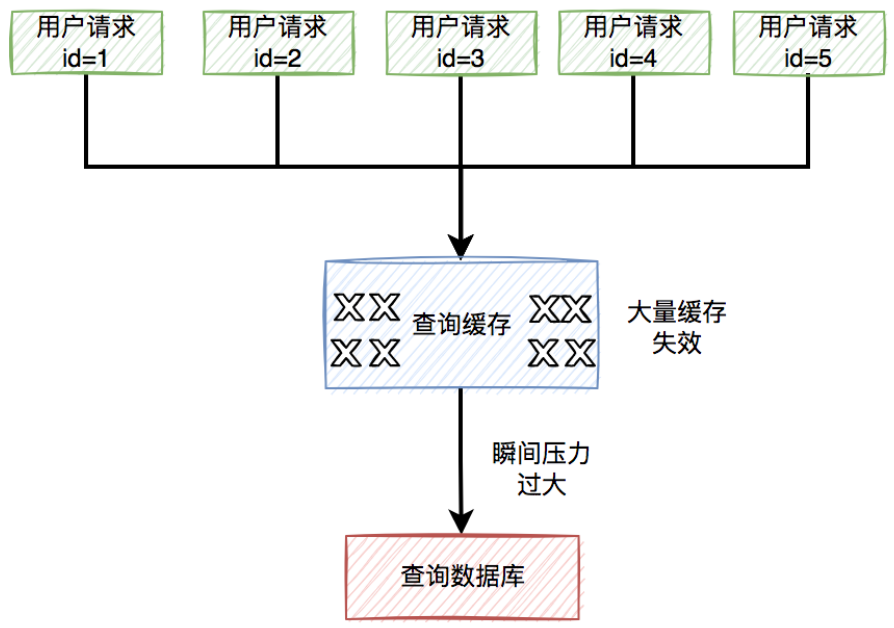 用户请求
id=1
用户请求
id=2
用户请求
id=3
用户请求
id=4
用户请求
id=5
查询缓存
大量缓存
失效
瞬间压力
过大
查询数据库